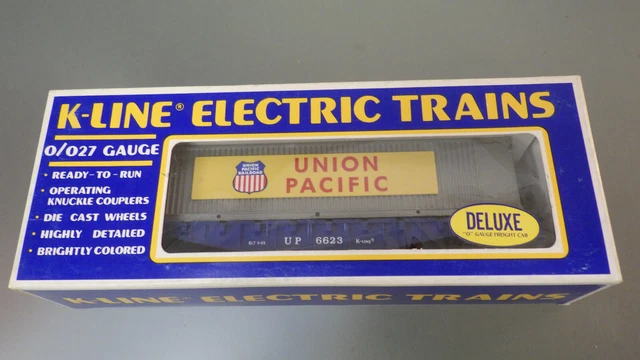 K-LINE® ELECTRIC TRAINS
O/O27 GAUGE
• READY-TO-RUN
• OPERATING
KNUCKLE COUPLERS
• DIE CAST WHEELS
• HIGHLY DETAILED
• BRIGHTLY COLORED
UNION
PACIFIC
RAILROAD
UNION
PACIFIC
UP 6623 K-LINE®
DELUXE
"O" GAUGE FREIGHT CAR
K-LINE ELECTRIC TRAINS